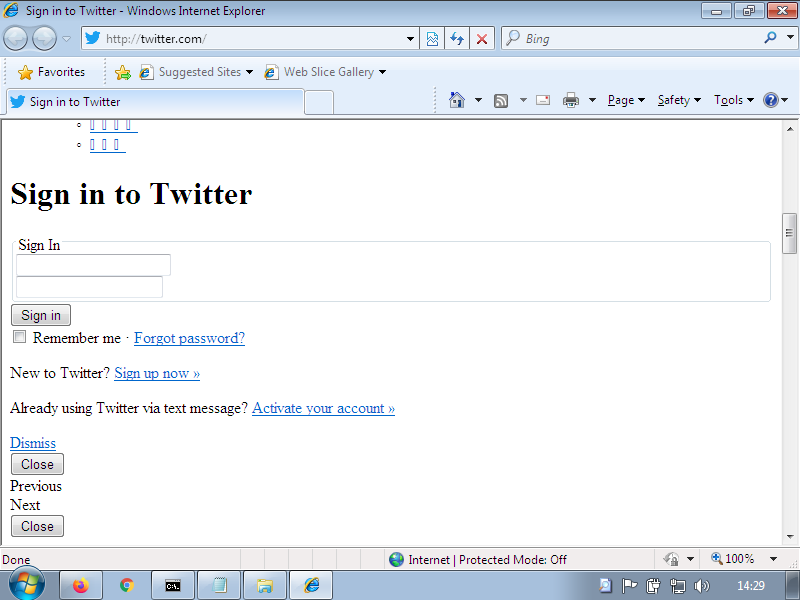 Sign in to Twitter - Windows Internet Explorer
http://twitter.com/
Bing
Favorites
Suggested Sites
Web Slice Gallery
Sign in to Twitter
Page
Safety
Tools
Sign in to Twitter
Sign In
Sign in
Remember me · Forgot password?
New to Twitter? Sign up now »
Already using Twitter via text message? Activate your account »
Dismiss
Close
Previous
Next
Close
Done
Internet | Protected Mode: Off
100%
14:29